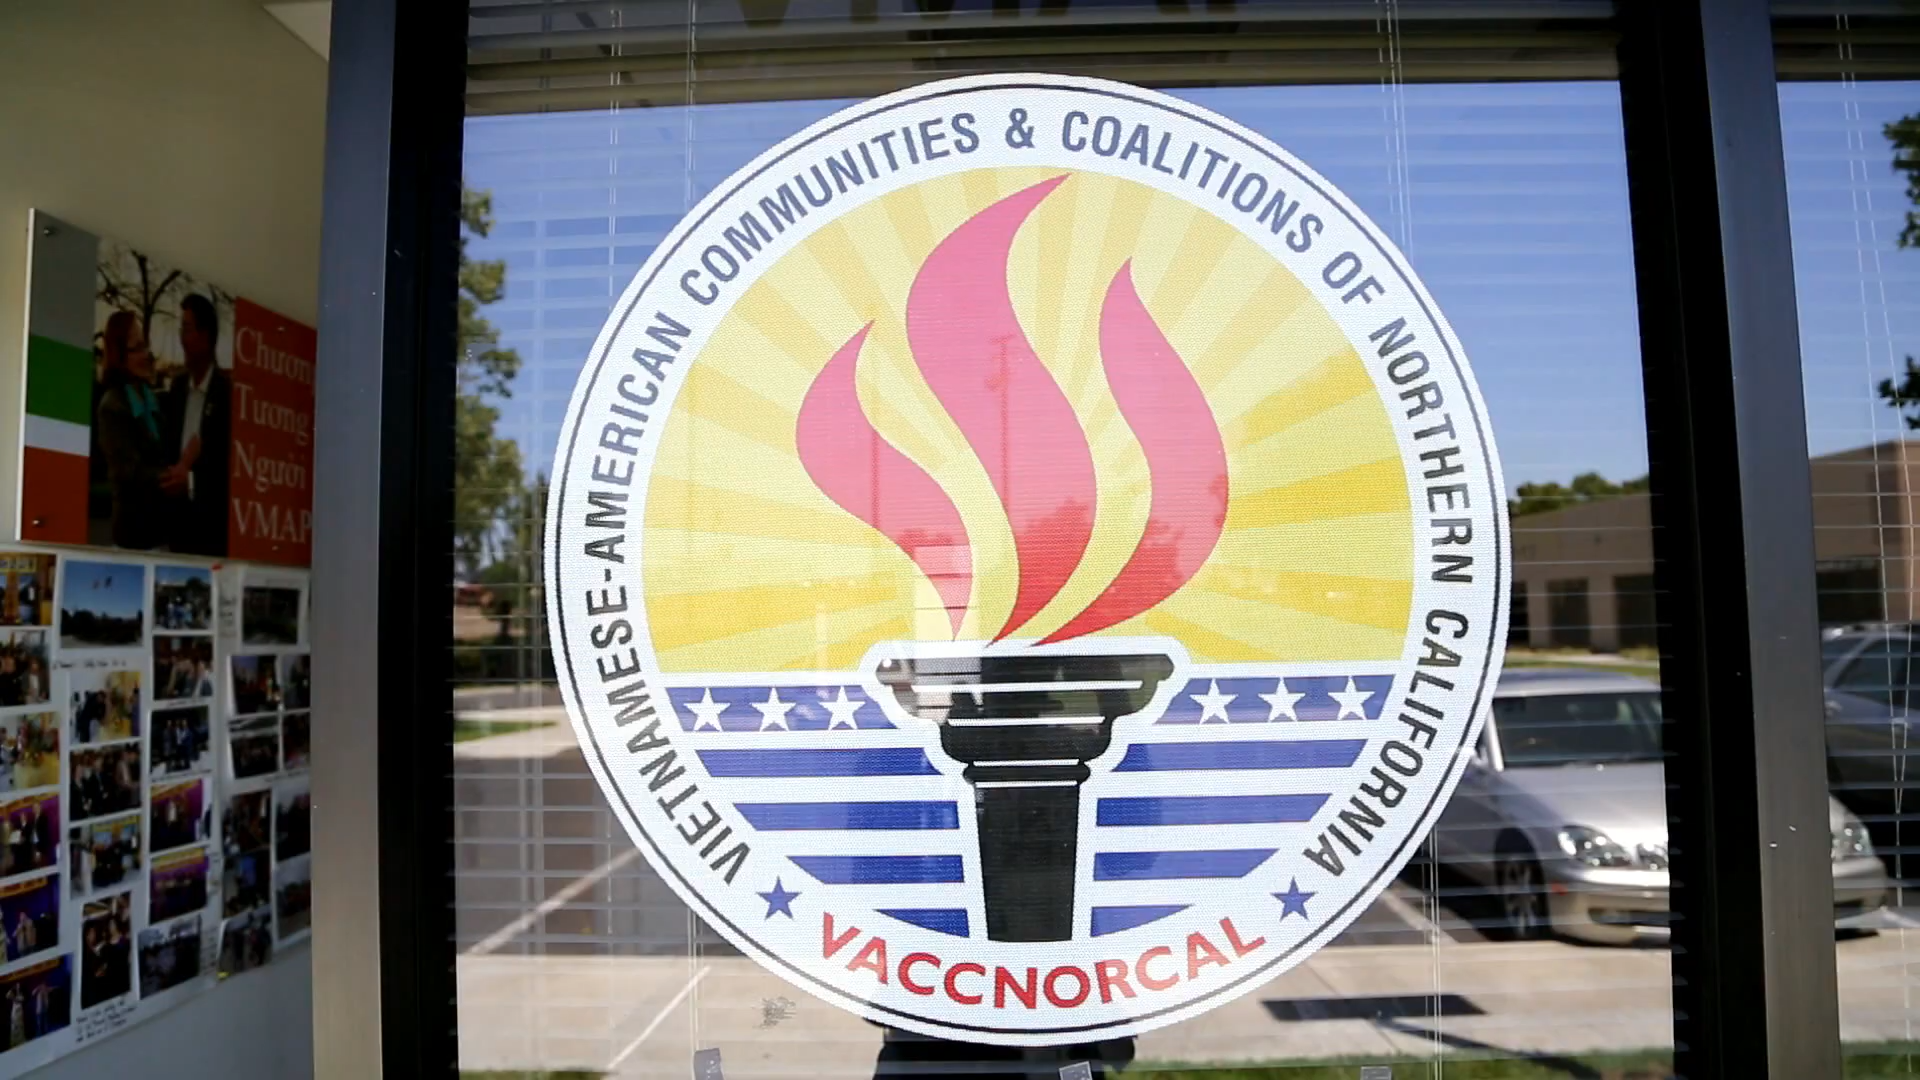 VIETNAMESE-AMERICAN COMMUNITIES & COALITIONS OF NORTHERN CALIFORNIA
VACCNORCAL
Chương
Tương
Người
VMAP